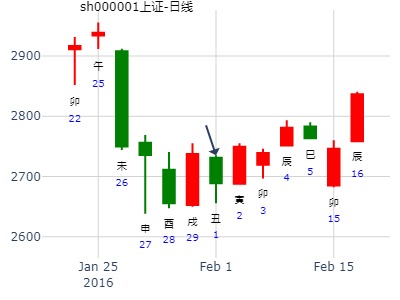 sh000001上证-日线
2900
2800
2700
2600
卯
22
午
25
未
26
申
27
酉
28
戌
29
丑
1
寅
2
卯
3
辰
4
巳
5
卯
15
辰
16
Jan 25
2016
Feb 1
Feb 15